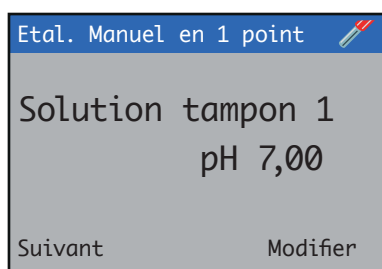 Etal. Manuel en 1 point
Solution tampon 1
pH 7,00
Suivant Modifier